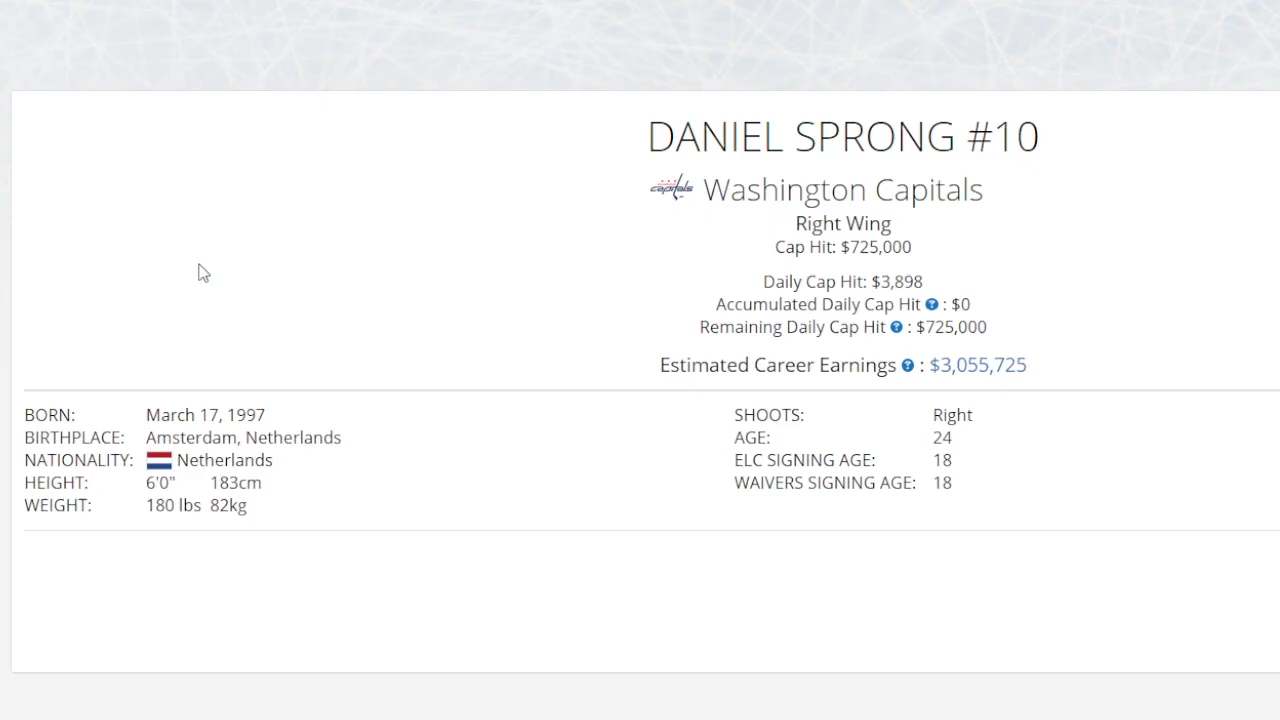 DANIEL SPRONG #10
capitals Washington Capitals
Right Wing
Cap Hit: $725,000
Daily Cap Hit: $3,898
Accumulated Daily Cap Hit ? : $0
Remaining Daily Cap Hit ? : $725,000
Estimated Career Earnings ? : $3,055,725
BORN: March 17, 1997
BIRTHPLACE: Amsterdam, Netherlands
NATIONALITY: Netherlands
HEIGHT: 6'0" 183cm
WEIGHT: 180 lbs 82kg
SHOOTS: Right
AGE: 24
ELC SIGNING AGE: 18
WAIVERS SIGNING AGE: 18